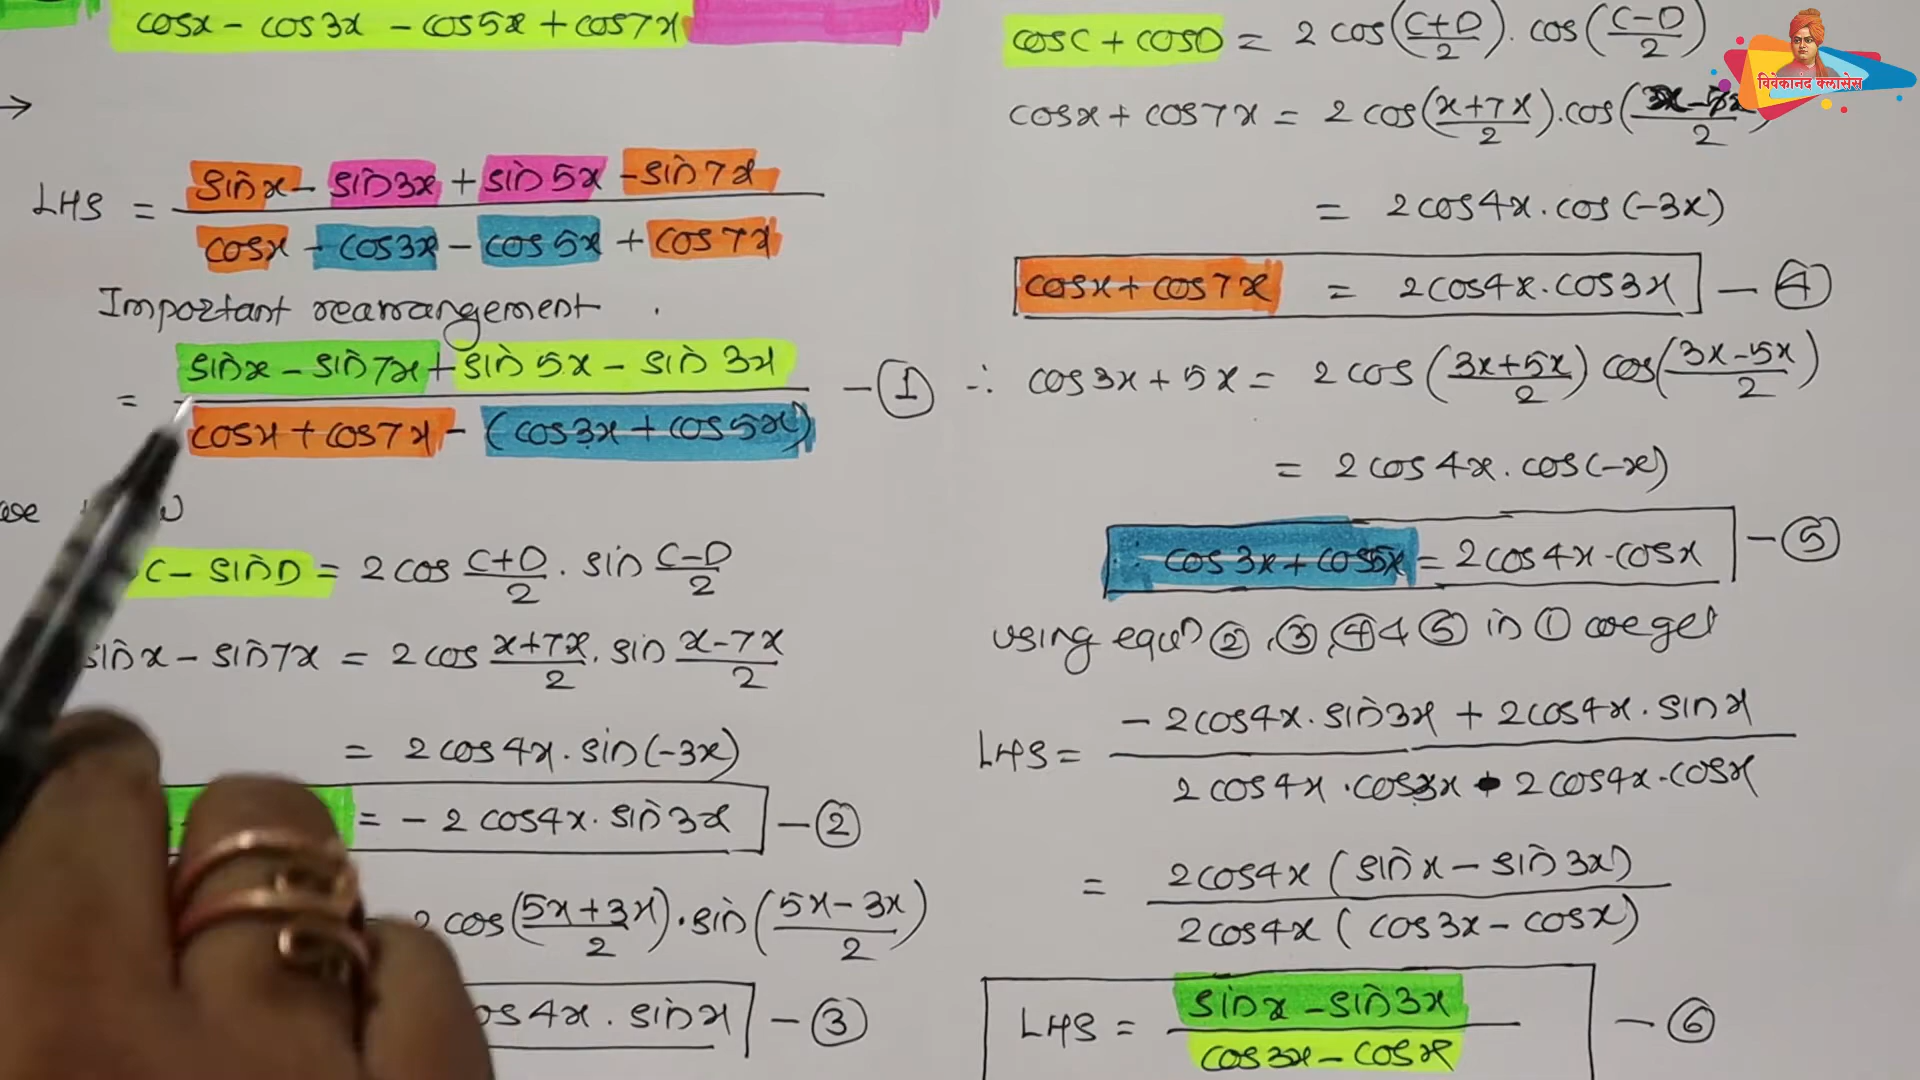 cosx - cos3x - cos5x + cos7x
→
LHS = (sinx - sin3x + sin5x - sin7x) / (cosx - cos3x - cos5x + cos7x)
Important rearrangement .
= (sinx - sin7x + sin5x - sin3x) / (cosx + cos7x - (cos3x + cos5x)) — ①
C - sinD = 2cos (C+D)/2 . sin (C-D)/2
sinx - sin7x = 2cos (x+7x)/2 . sin (x-7x)/2
= 2cos4x . sin(-3x)
= - 2cos4x . sin3x — ②
2cos((5x+3x)/2) . sin((5x-3x)/2)
os4x . sinx — ③
cosC + cosD = 2cos((C+D)/2) . cos((C-D)/2)
cosx + cos7x = 2cos((x+7x)/2) . cos((x-7x)/2)
= 2cos4x . cos(-3x)
cosx + cos7x = 2cos4x . cos3x — ④
∴ cos3x + 5x = 2cos((3x+5x)/2) cos((3x-5x)/2)
= 2cos4x . cos(-x)
∴ cos3x + cos5x = 2cos4x . cosx — ⑤
using equn ②, ③, ④ & ⑤ in ① we get
LHS = (-2cos4x . sin3x + 2cos4x . sinx) / (2cos4x . cos3x - 2cos4x . cosx)
= 2cos4x (sinx - sin3x) / 2cos4x (cos3x - cosx)
LHS = (sinx - sin3x) / (cos3x - cosx) — ⑥
विवेकानंद क्लासेस